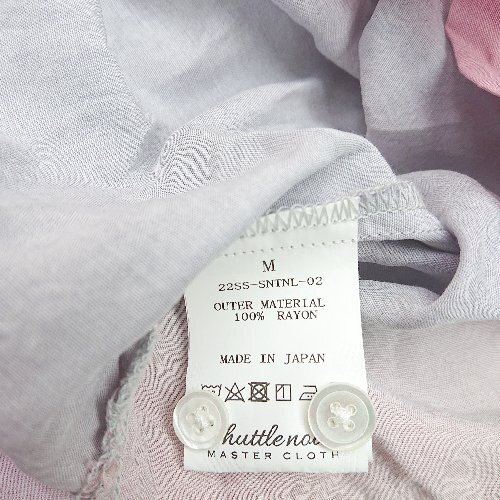 M
22SS-SNTNL-02
OUTER MATERIAL
100% RAYON
MADE IN JAPAN
MASTER CLOTH